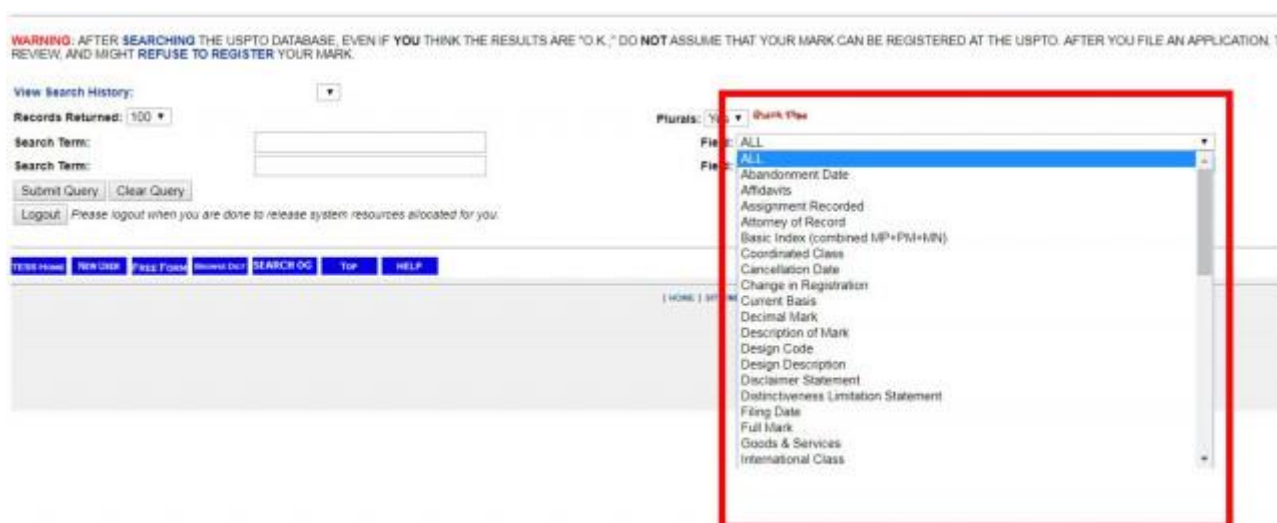 WARNING: AFTER SEARCHING THE USPTO DATABASE, EVEN IF YOU THINK THE RESULTS ARE "O.K.," DO NOT ASSUME THAT YOUR MARK CAN BE REGISTERED AT THE USPTO. AFTER YOU FILE AN APPLICATION,
REVIEW, AND MIGHT REFUSE TO REGISTER YOUR MARK.
View Search History:
Records Returned: 100 Plurals: Yes
Search Term: Field: ALL
Search Term: Field: ALL
Abandonment Date
Affidavits
Submit Query Clear Query
Assignment Recorded
Attorney of Record
Logout Please logout when you are done to release system resources allocated for you.
Basic Index (combined MP+PM+MN)
Coordinated Class
TESS HOME NEW USER FREE FORM BROWSE DICT SEARCH OG TOP HELP
Cancellation Date
Change in Registration
| HOME | Current Basis
Decimal Mark
Description of Mark
Design Code
Design Description
Disclaimer Statement
Distinctiveness Limitation Statement
Filing Date
Full Mark
Goods & Services
International Class